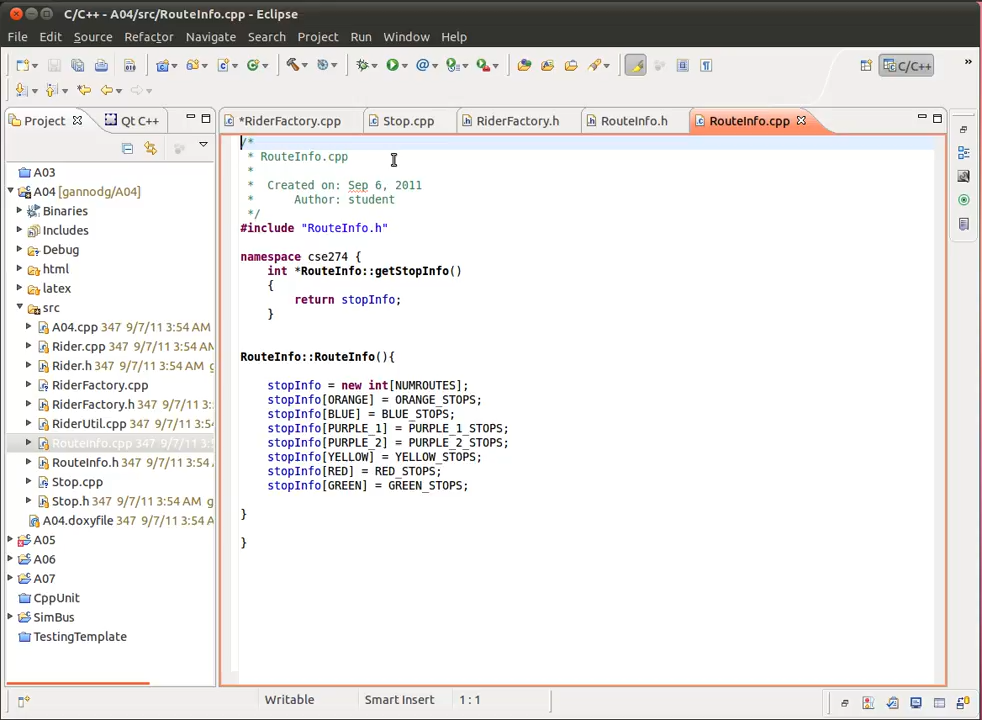 C/C++ - A04/src/RouteInfo.cpp - Eclipse
File Edit Source Refactor Navigate Search Project Run Window Help
C/C++
Project Qt C++
*RiderFactory.cpp Stop.cpp RiderFactory.h RouteInfo.h RouteInfo.cpp
A03
A04 [gannodg/A04]
Binaries
Includes
Debug
html
latex
src
A04.cpp 347 9/7/11 3:54 AM
Rider.cpp 347 9/7/11 3:54 AM
Rider.h 347 9/7/11 3:54 AM g
RiderFactory.cpp
RiderFactory.h 347 9/7/11 3:
RiderUtil.cpp 347 9/7/11 3:54
RouteInfo.cpp 347 9/7/11 3:5
RouteInfo.h 347 9/7/11 3:54 A
Stop.cpp
Stop.h 347 9/7/11 3:54 AM g
A04.doxyfile 347 9/7/11 3:54 A
A05
A06
A07
CppUnit
SimBus
TestingTemplate
/*
* RouteInfo.cpp
*
* Created on: Sep 6, 2011
* Author: student
*/
#include "RouteInfo.h"
namespace cse274 {
int *RouteInfo::getStopInfo()
{
return stopInfo;
}
RouteInfo::RouteInfo(){
stopInfo = new int[NUMROUTES];
stopInfo[ORANGE] = ORANGE_STOPS;
stopInfo[BLUE] = BLUE_STOPS;
stopInfo[PURPLE_1] = PURPLE_1_STOPS;
stopInfo[PURPLE_2] = PURPLE_2_STOPS;
stopInfo[YELLOW] = YELLOW_STOPS;
stopInfo[RED] = RED_STOPS;
stopInfo[GREEN] = GREEN_STOPS;
}
}
Writable Smart Insert 1 : 1